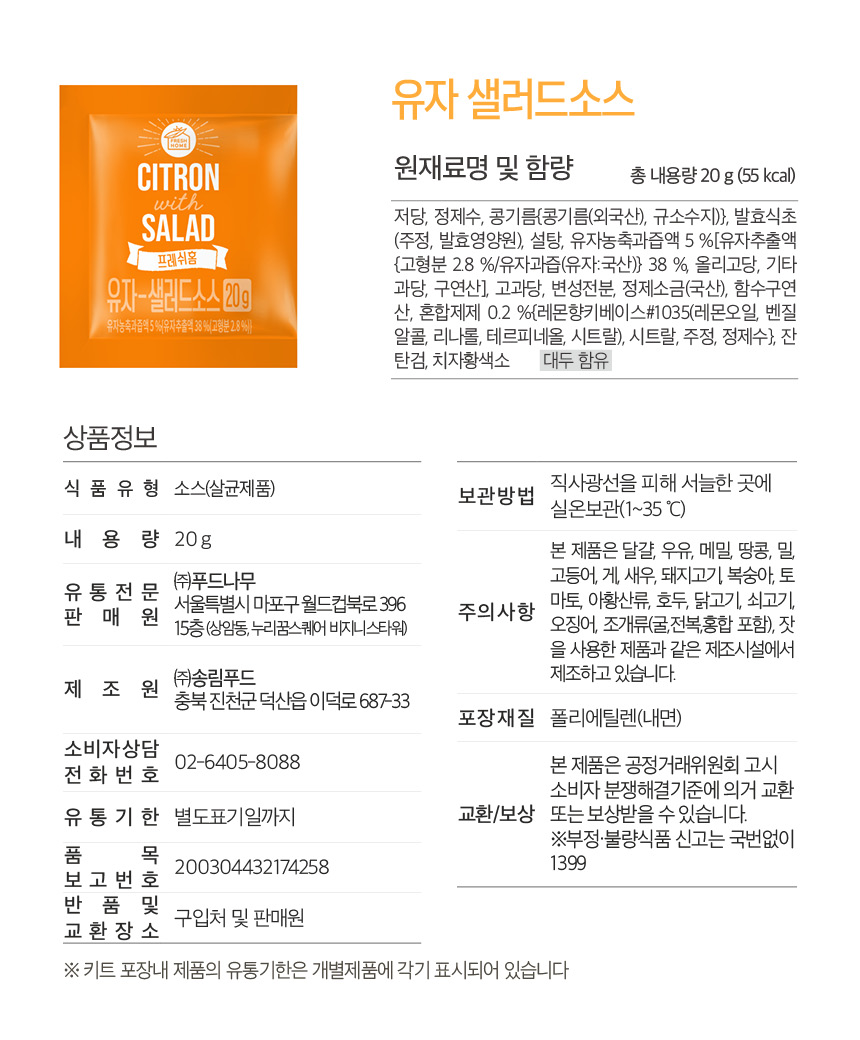 FRESH
HOME
CITRON
with
SALAD
프레쉬홈
유자-샐러드소스 20g
유자농축과즙액 5 %{유자추출액 38 %(고형분 2.8 %)}
유자 샐러드소스
원재료명 및 함량 총 내용량 20 g (55 kcal)
저당, 정제수, 콩기름{콩기름(외국산), 규소수지)}, 발효식초
(주정, 발효영양원), 설탕, 유자농축과즙액 5 %[유자추출액
{고형분 2.8 %/유자과즙(유자:국산)} 38 %, 올리고당, 기타
과당, 구연산], 고과당, 변성전분, 정제소금(국산), 함수구연
산, 혼합제제 0.2 %{레몬향키베이스#1035(레몬오일, 벤질
알콜, 리나롤, 테르피네올, 시트랄), 시트랄, 주정, 정제수}, 잔
탄검, 치자황색소 대두 함유
상품정보
식품유형 소스(살균제품)
내용량 20 g
유통전문
판매원
㈜푸드나무
서울특별시 마포구 월드컵북로 396
15층 (상암동, 누리꿈스퀘어 비지니스타워)
제조원
㈜송림푸드
충북 진천군 덕산읍 이덕로 687-33
소비자상담
전화번호
02-6405-8088
유통기한 별도표기일까지
품목
보고번호
200304432174258
반품 및
교환장소
구입처 및 판매원
보관방법
직사광선을 피해 서늘한 곳에
실온보관(1~35 ℃)
주의사항
본 제품은 달걀, 우유, 메밀, 땅콩, 밀,
고등어, 게, 새우, 돼지고기, 복숭아, 토
마토, 아황산류, 호두, 닭고기, 쇠고기,
오징어, 조개류(굴,전복,홍합 포함), 잣
을 사용한 제품과 같은 제조시설에서
제조하고 있습니다.
포장재질 폴리에틸렌(내면)
교환/보상
본 제품은 공정거래위원회 고시
소비자 분쟁해결기준에 의거 교환
또는 보상받을 수 있습니다.
※부정·불량식품 신고는 국번없이
1399
※ 키트 포장내 제품의 유통기한은 개별제품에 각기 표시되어 있습니다